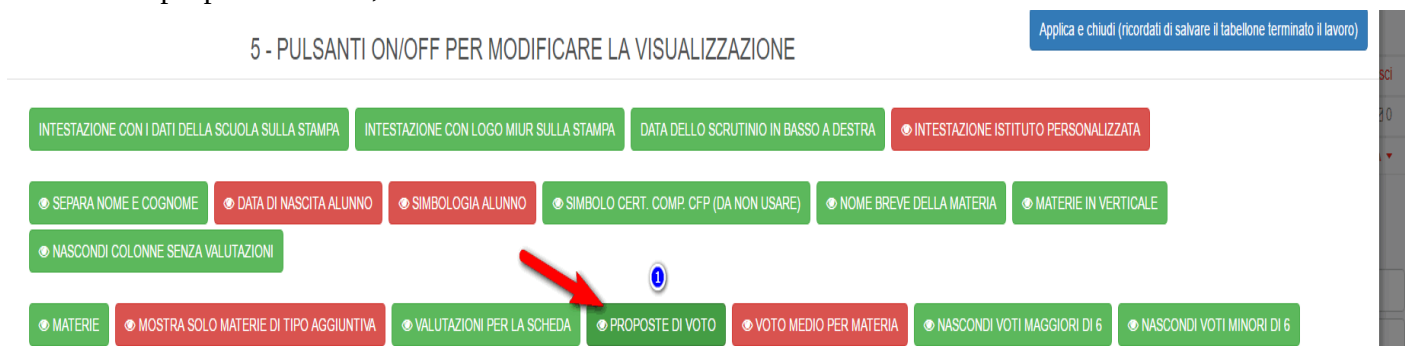 Applica e chiudi (ricordati di salvare il tabellone terminato il lavoro)
5 - PULSANTI ON/OFF PER MODIFICARE LA VISUALIZZAZIONE
INTESTAZIONE CON I DATI DELLA SCUOLA SULLA STAMPA INTESTAZIONE CON LOGO MIUR SULLA STAMPA DATA DELLO SCRUTINIO IN BASSO A DESTRA INTESTAZIONE ISTITUTO PERSONALIZZATA
SEPARA NOME E COGNOME DATA DI NASCITA ALUNNO SIMBOLOGIA ALUNNO SIMBOLO CERT. COMP. CFP (DA NON USARE) NOME BREVE DELLA MATERIA MATERIE IN VERTICALE
NASCONDI COLONNE SENZA VALUTAZIONI
1
MATERIE MOSTRA SOLO MATERIE DI TIPO AGGIUNTIVA VALUTAZIONI PER LA SCHEDA PROPOSTE DI VOTO VOTO MEDIO PER MATERIA NASCONDI VOTI MAGGIORI DI 6 NASCONDI VOTI MINORI DI 6